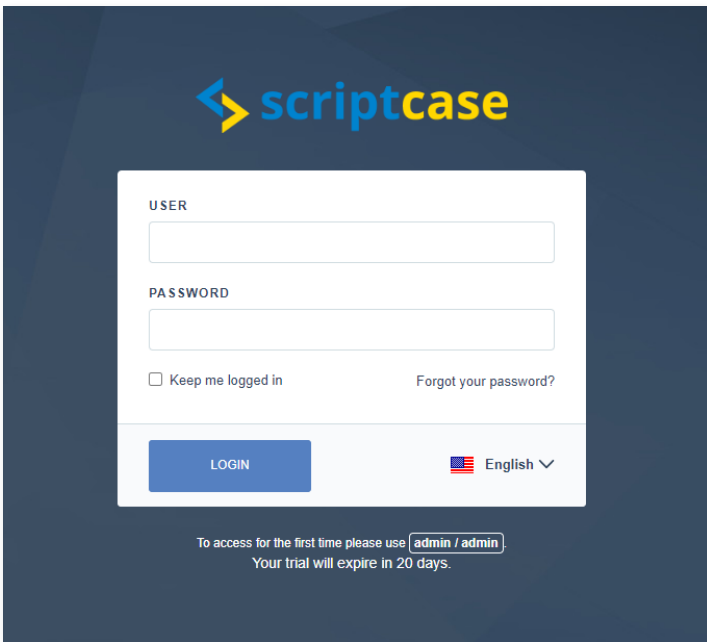 scriptcase
USER
PASSWORD
Keep me logged in Forgot your password?
LOGIN English
To access for the first time please use admin / admin.
Your trial will expire in 20 days.